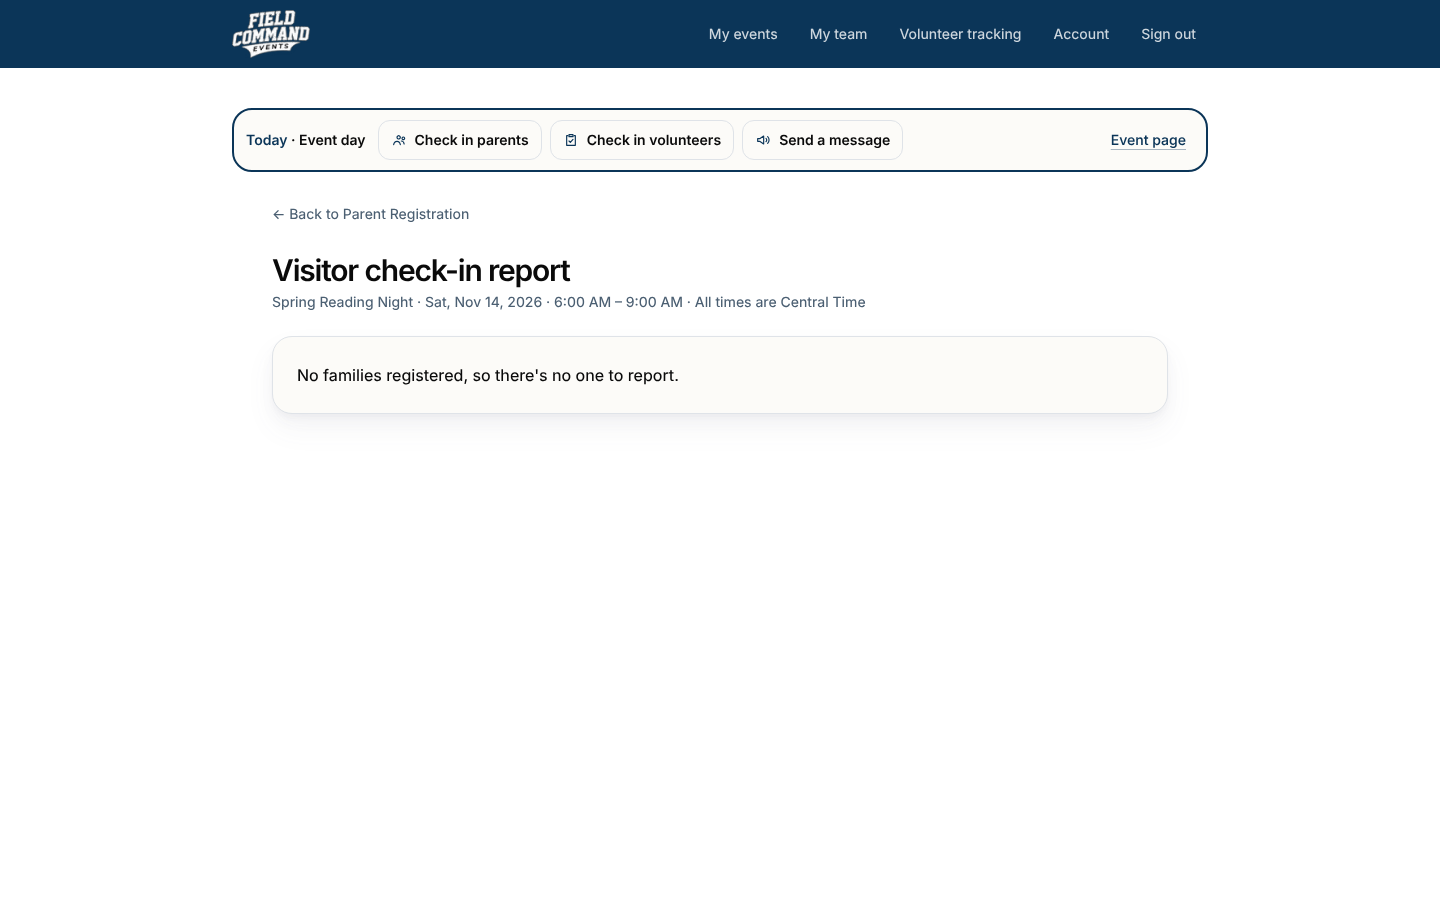 FIELD
COMMAND
EVENTS
My events
My team
Volunteer tracking
Account
Sign out
Today · Event day
Check in parents
Check in volunteers
Send a message
Event page
← Back to Parent Registration
Visitor check-in report
Spring Reading Night · Sat, Nov 14, 2026 · 6:00 AM – 9:00 AM · All times are Central Time
No families registered, so there's no one to report.